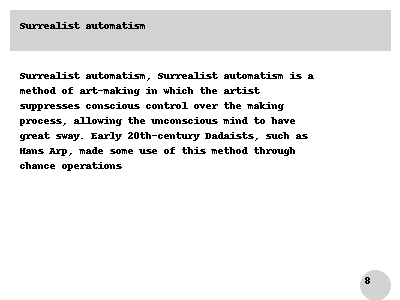 Surrealist automatism
Surrealist automatism, Surrealist automatism is a
method of art-making in which the artist
suppresses conscious control over the making
process, allowing the unconscious mind to have
great sway. Early 20th-century Dadaists, such as
Hans Arp, made some use of this method through
chance operations
8